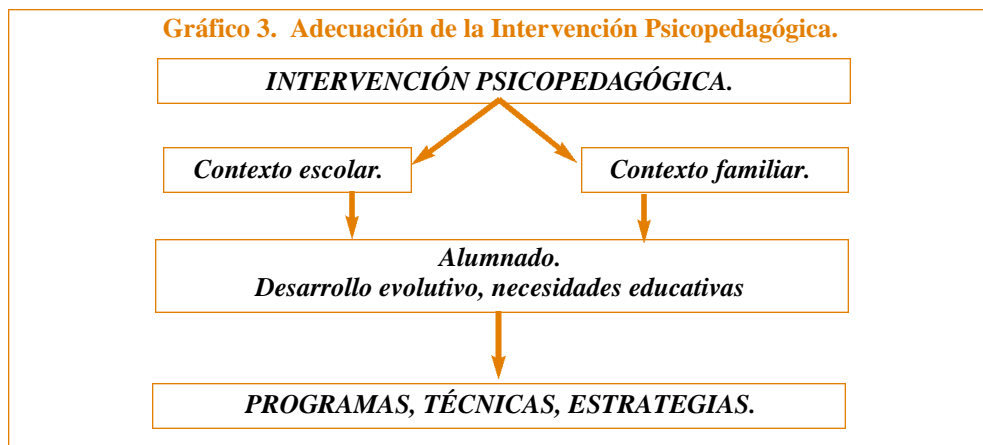 Gráfico 3. Adecuación de la Intervención Psicopedagógica.
INTERVENCIÓN PSICOPEDAGÓGICA.
Contexto escolar.
Contexto familiar.
Alumnado.
Desarrollo evolutivo, necesidades educativas
PROGRAMAS, TÉCNICAS, ESTRATEGIAS.